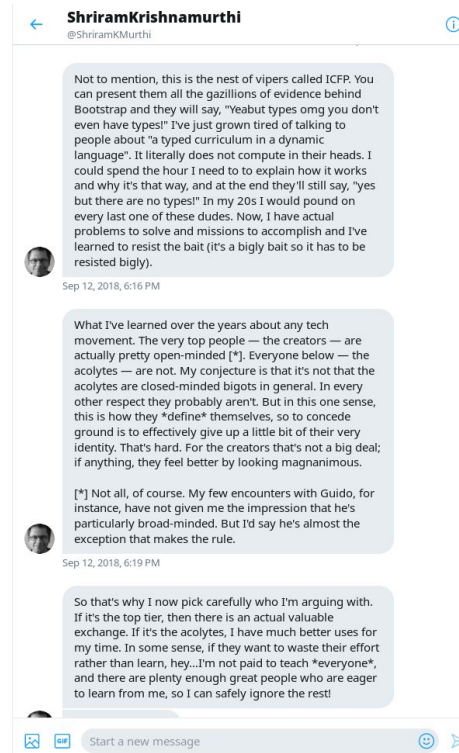 ShriramKrishnamurthi
@ShriramKMurthi
Not to mention, this is the nest of vipers called ICFP. You
can present them all the gazillions of evidence behind
Bootstrap and they will say, "Yeabut types omg you don't
even have types!" I've just grown tired of talking to
people about "a typed curriculum in a dynamic
language". It literally does not compute in their heads. I
could spend the hour I need to to explain how it works
and why it's that way, and at the end they'll still say, "yes
but there are no types!" In my 20s I would pound on
every last one of these dudes. Now, I have actual
problems to solve and missions to accomplish and I've
learned to resist the bait (it's a bigly bait so it has to be
resisted bigly).
Sep 12, 2018, 6:16 PM
What I've learned over the years about any tech
movement. The very top people — the creators — are
actually pretty open-minded [*]. Everyone below — the
acolytes — are not. My conjecture is that it's not that the
acolytes are closed-minded bigots in general. In every
other respect they probably aren't. But in this one sense,
this is how they *define* themselves, so to concede
ground is to effectively give up a little bit of their very
identity. That's hard. For the creators that's not a big deal;
if anything, they feel better by looking magnanimous.
[*] Not all, of course. My few encounters with Guido, for
instance, have not given me the impression that he's
particularly broad-minded. But I'd say he's almost the
exception that makes the rule.
Sep 12, 2018, 6:19 PM
So that's why I now pick carefully who I'm arguing with.
If it's the top tier, then there is an actual valuable
exchange. If it's the acolytes, I have much better uses for
my time. In some sense, if they want to waste their effort
rather than learn, hey...I'm not paid to teach *everyone*,
and there are plenty enough great people who are eager
to learn from me, so I can safely ignore the rest!
GIF
Start a new message